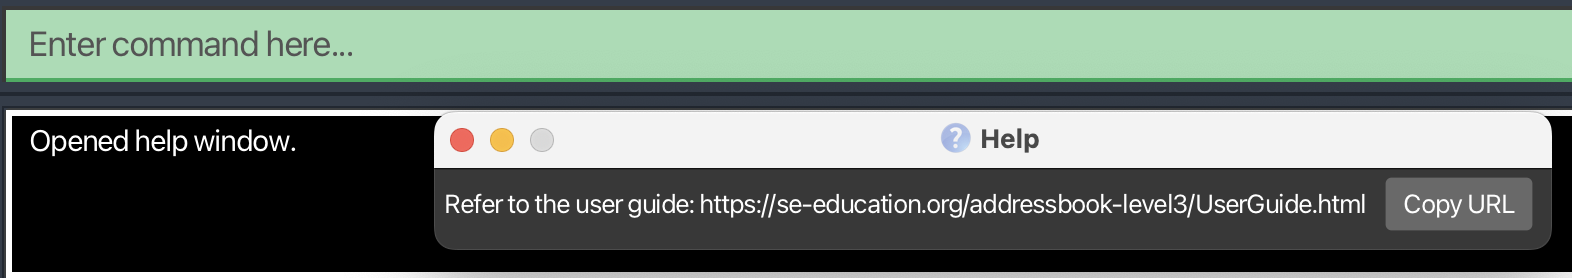 Enter command here...
Opened help window.
Help
Refer to the user guide: https://se-education.org/addressbook-level3/UserGuide.html
Copy URL